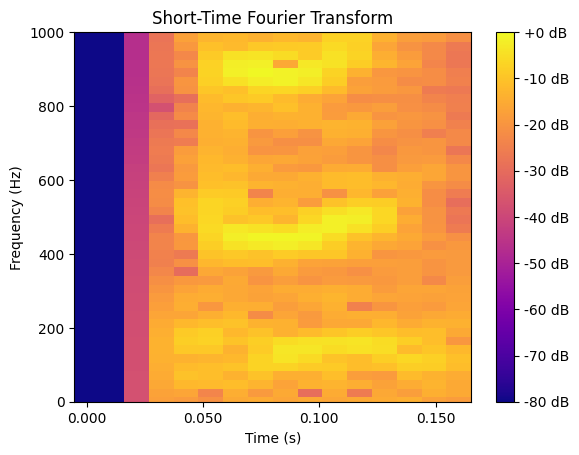 Short-Time Fourier Transform
1000
800
600
400
200
0
Frequency (Hz)
0.000
0.050
0.100
0.150
Time (s)
+0 dB
-10 dB
-20 dB
-30 dB
-40 dB
-50 dB
-60 dB
-70 dB
-80 dB